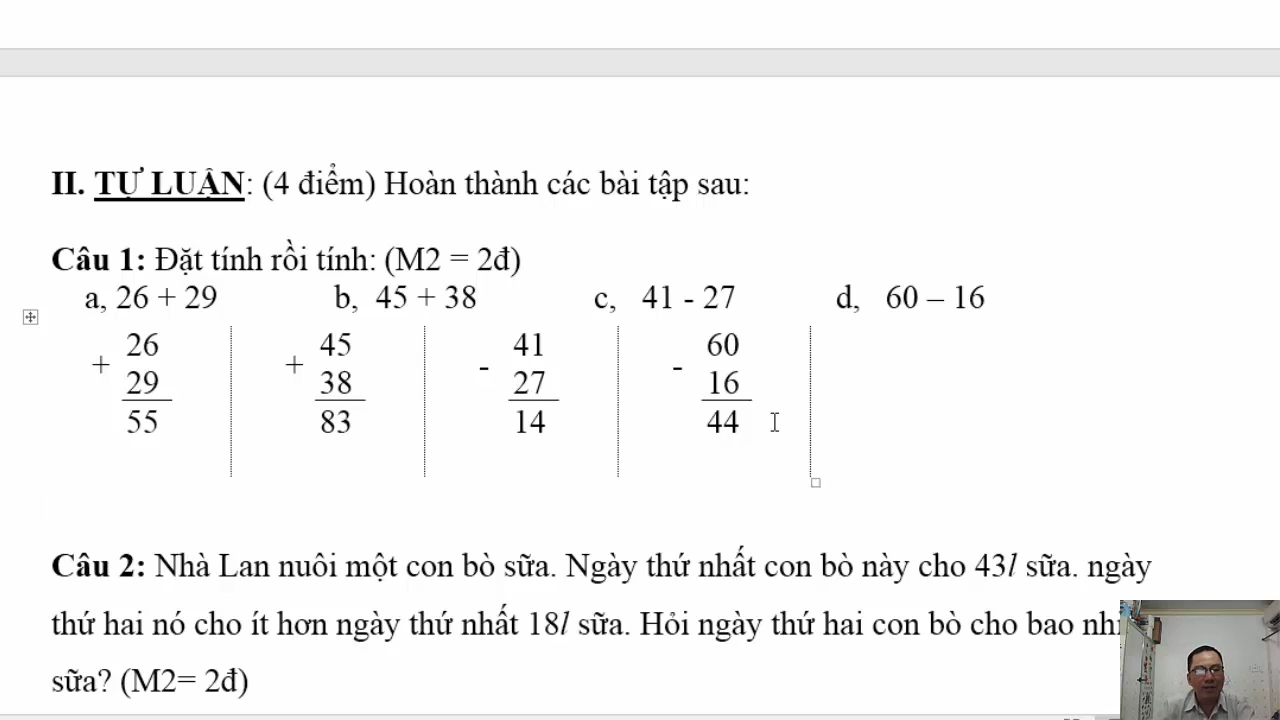 II. TỰ LUẬN: (4 điểm) Hoàn thành các bài tập sau:
Câu 1: Đặt tính rồi tính: (M2 = 2đ)
a, 26 + 29 b, 45 + 38 c, 41 - 27 d, 60 – 16
26 45 41 60
+ + - -
29 38 27 16
55 83 14 44
Câu 2: Nhà Lan nuôi một con bò sữa. Ngày thứ nhất con bò này cho 43l sữa. ngày
thứ hai nó cho ít hơn ngày thứ nhất 18l sữa. Hỏi ngày thứ hai con bò cho bao
sữa? (M2= 2đ)